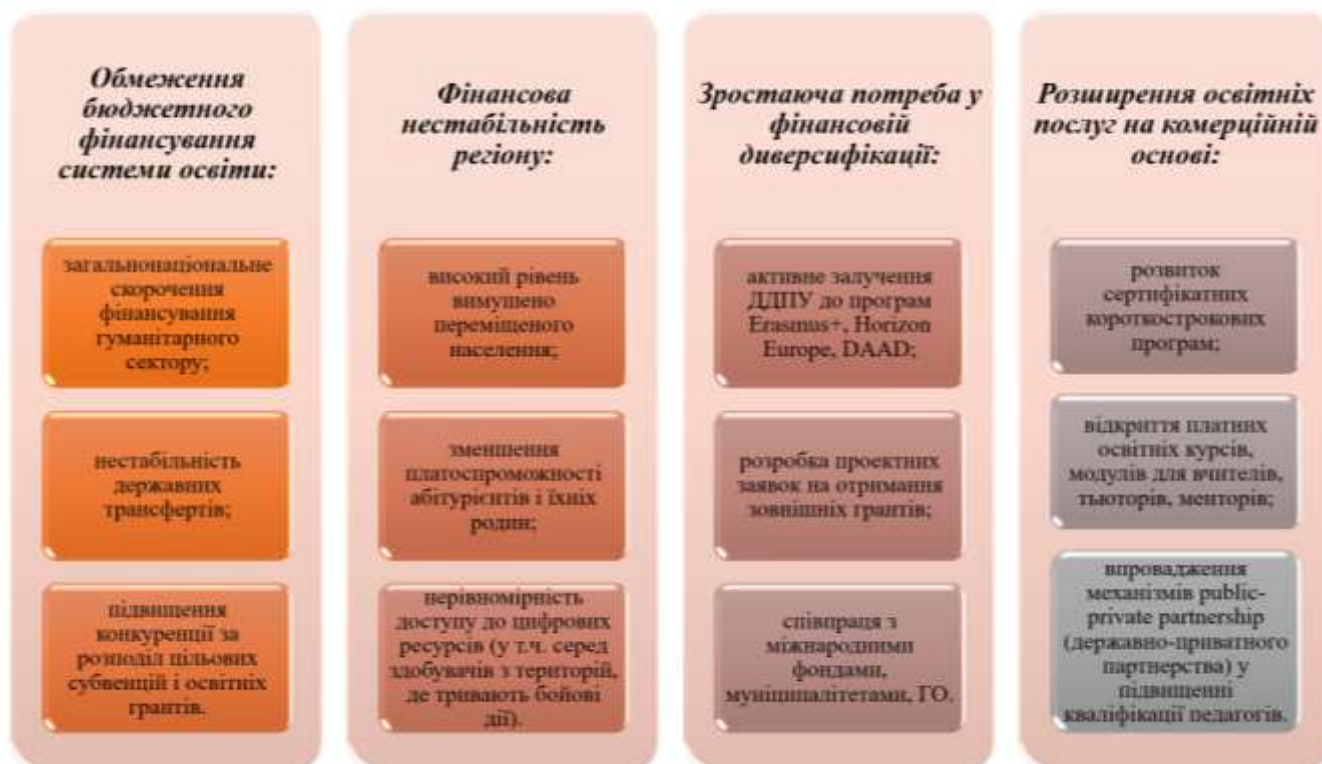 Обмеження
бюджетного
фінансування
системи освіти:
загальнонаціональне
скорочення
фінансування
гуманітарного
сектору;
нестабільність
державних
трансфертів;
підвищення
конкуренції за
розподіл цільових
субвенцій і освітніх
грантів.
Фінансова
нестабільність
регіону:
високий рівень
вимушено
переміщеного
населення;
зменшення
платоспроможності
абітурієнтів і їхніх
родин;
нерівномірність
доступу до цифрових
ресурсів (у т.ч. серед
здобувачів з територій,
де тривають бойові
дії).
Зростаюча потреба у
фінансовій
диверсифікації:
активне залучення
ДДПУ до програм
Erasmus+, Horizon
Europe, DAAD;
розробка проектних
заявок на отримання
зовнішніх грантів;
співпраця з
міжнародними
фондами,
муніципалітетами, ГО.
Розширення освітніх
послуг на комерційній
основі:
розвиток
сертифікатних
короткострокових
програм;
відкриття платних
освітніх курсів,
модулів для вчителів,
тьюторів, менторів;
впровадження
механізмів public-
private partnership
(державно-приватного
партнерства) у
підвищенні
кваліфікації педагогів.